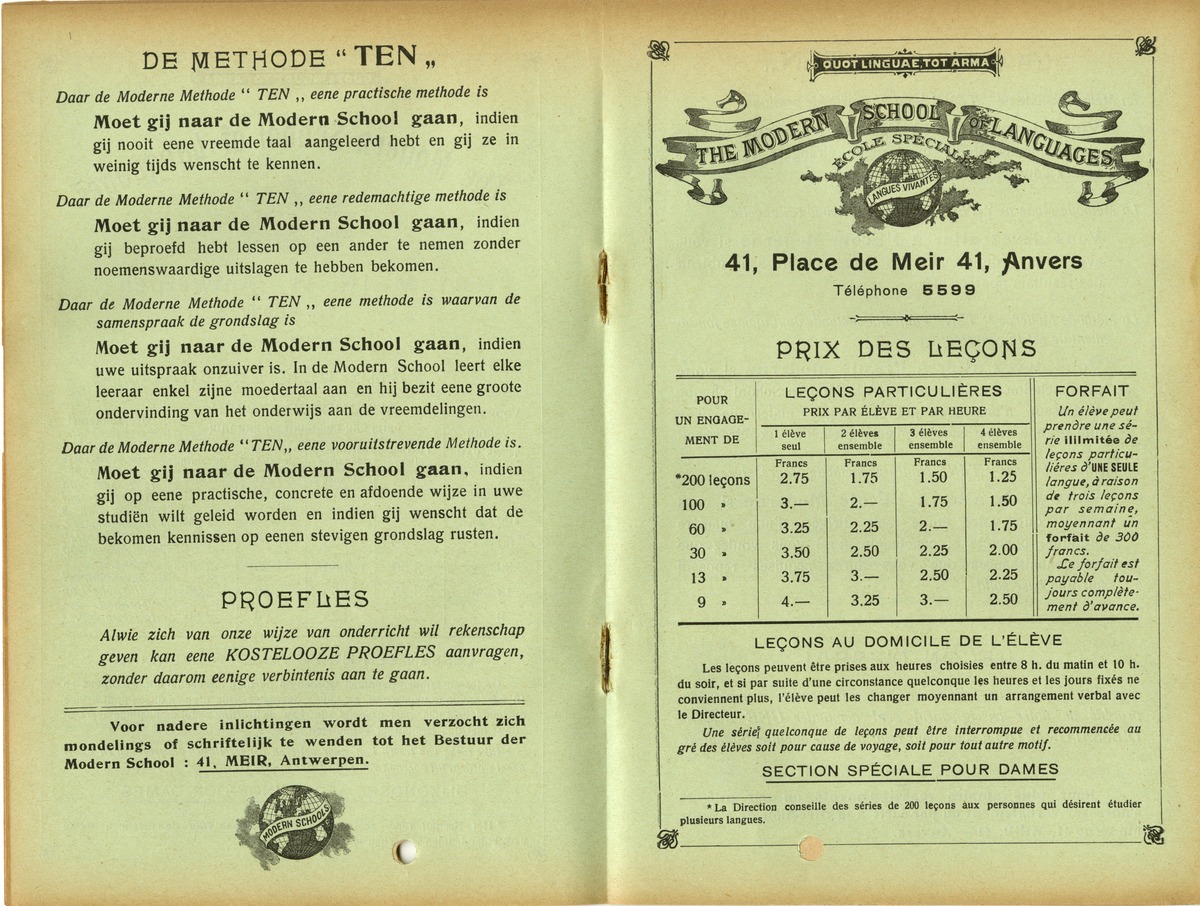 DE METHODE “ TEN „
Daar de Moderne Methode “ TEN „ eene practische methode is
Moet gij naar de Modern School gaan, indien
gij nooit eene vreemde taal aangeleerd hebt en gij ze in
weinig tijds wenscht te kennen.
Daar de Moderne Methode “ TEN „ eene redemachtige methode is
Moet gij naar de Modern School gaan, indien
gij beproefd hebt lessen op een ander te nemen zonder
noemenswaardige uitslagen te hebben bekomen.
Daar de Moderne Methode “ TEN „ eene methode is waarvan de
samenspraak de grondslag is
Moet gij naar de Modern School gaan, indien
uwe uitspraak onzuiver is. In de Modern School leert elke
leeraar enkel zijne moedertaal aan en hij bezit eene groote
ondervinding van het onderwijs aan de vreemdelingen.
Daar de Moderne Methode “TEN„ eene vooruitstrevende Methode is.
Moet gij naar de Modern School gaan, indien
gij op eene practische, concrete en afdoende wijze in uwe
studiën wilt geleid worden en indien gij wenscht dat de
bekomen kennissen op eenen stevigen grondslag rusten.
PROEFLES
Alwie zich van onze wijze van onderricht wil rekenschap
geven kan eene KOSTELOOZE PROEFLES aanvragen,
zonder daarom eenige verbintenis aan te gaan.
Voor nadere inlichtingen wordt men verzocht zich
mondelings of schriftelijk te wenden tot het Bestuur der
Modern School : 41, MEIR, Antwerpen.
MODERN SCHOOLS
QUOT LINGUAE, TOT ARMA
THE MODERN SCHOOL OF LANGUAGES
ÉCOLE SPÉCIALE
LANGUES VIVANTES
41, Place de Meir 41, Anvers
Téléphone 5599
PRIX DES LEÇONS
POUR
UN ENGAGE-
MENT DE
LEÇONS PARTICULIÈRES
PRIX PAR ÉLÈVE ET PAR HEURE
1 élève seul 2 élèves ensemble 3 élèves ensemble 4 élèves ensemble
Francs Francs Francs Francs
*200 leçons 2.75 1.75 1.50 1.25
100 » 3.— 2.— 1.75 1.50
60 » 3.25 2.25 2.— 1.75
30 » 3.50 2.50 2.25 2.00
13 » 3.75 3.— 2.50 2.25
9 » 4.— 3.25 3.— 2.50
FORFAIT
Un élève peut
prendre une sé-
rie illimitée de
leçons particu-
liéres d'UNE SEULE
langue, à raison
de trois leçons
par semaine,
moyennant un
forfait de 300
francs.
Le forfait est
payable tou-
jours complète-
ment d'avance.
LEÇONS AU DOMICILE DE L'ÉLÈVE
Les leçons peuvent être prises aux heures choisies entre 8 h. du matin et 10 h.
du soir, et si par suite d'une circonstance quelconque les heures et les jours fixés ne
conviennent plus, l'élève peut les changer moyennant un arrangement verbal avec
le Directeur.
Une série quelconque de leçons peut être interrompue et recommencée au
gré des élèves soit pour cause de voyage, soit pour tout autre motif.
SECTION SPÉCIALE POUR DAMES
* La Direction conseille des séries de 200 leçons aux personnes qui désirent étudier
plusieurs langues.